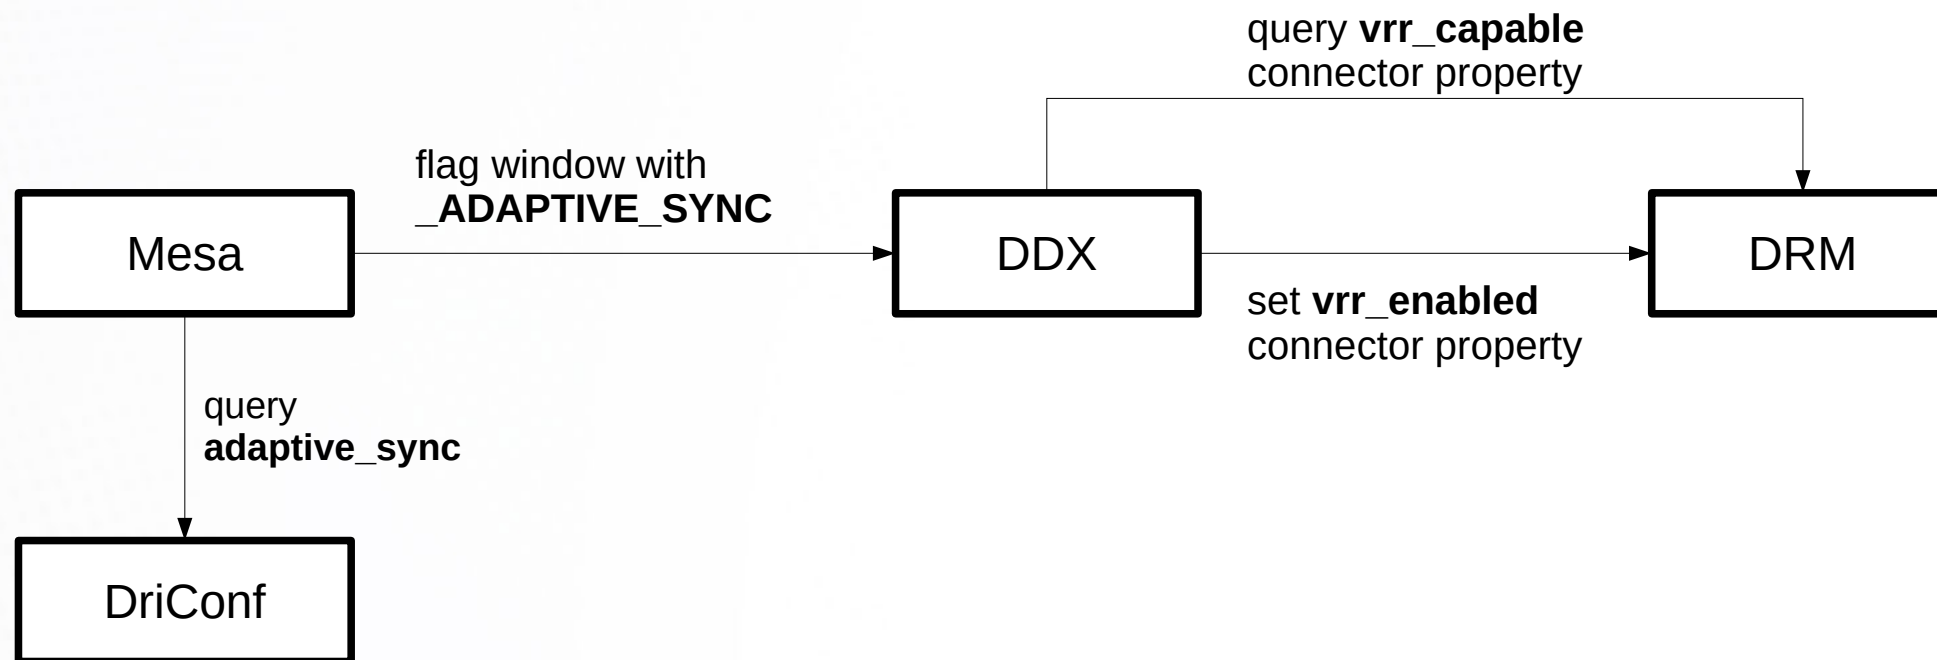 query vrr_capable
connector property
flag window with
_ADAPTIVE_SYNC
Mesa
DDX
DRM
set vrr_enabled
connector property
query
adaptive_sync
DriConf